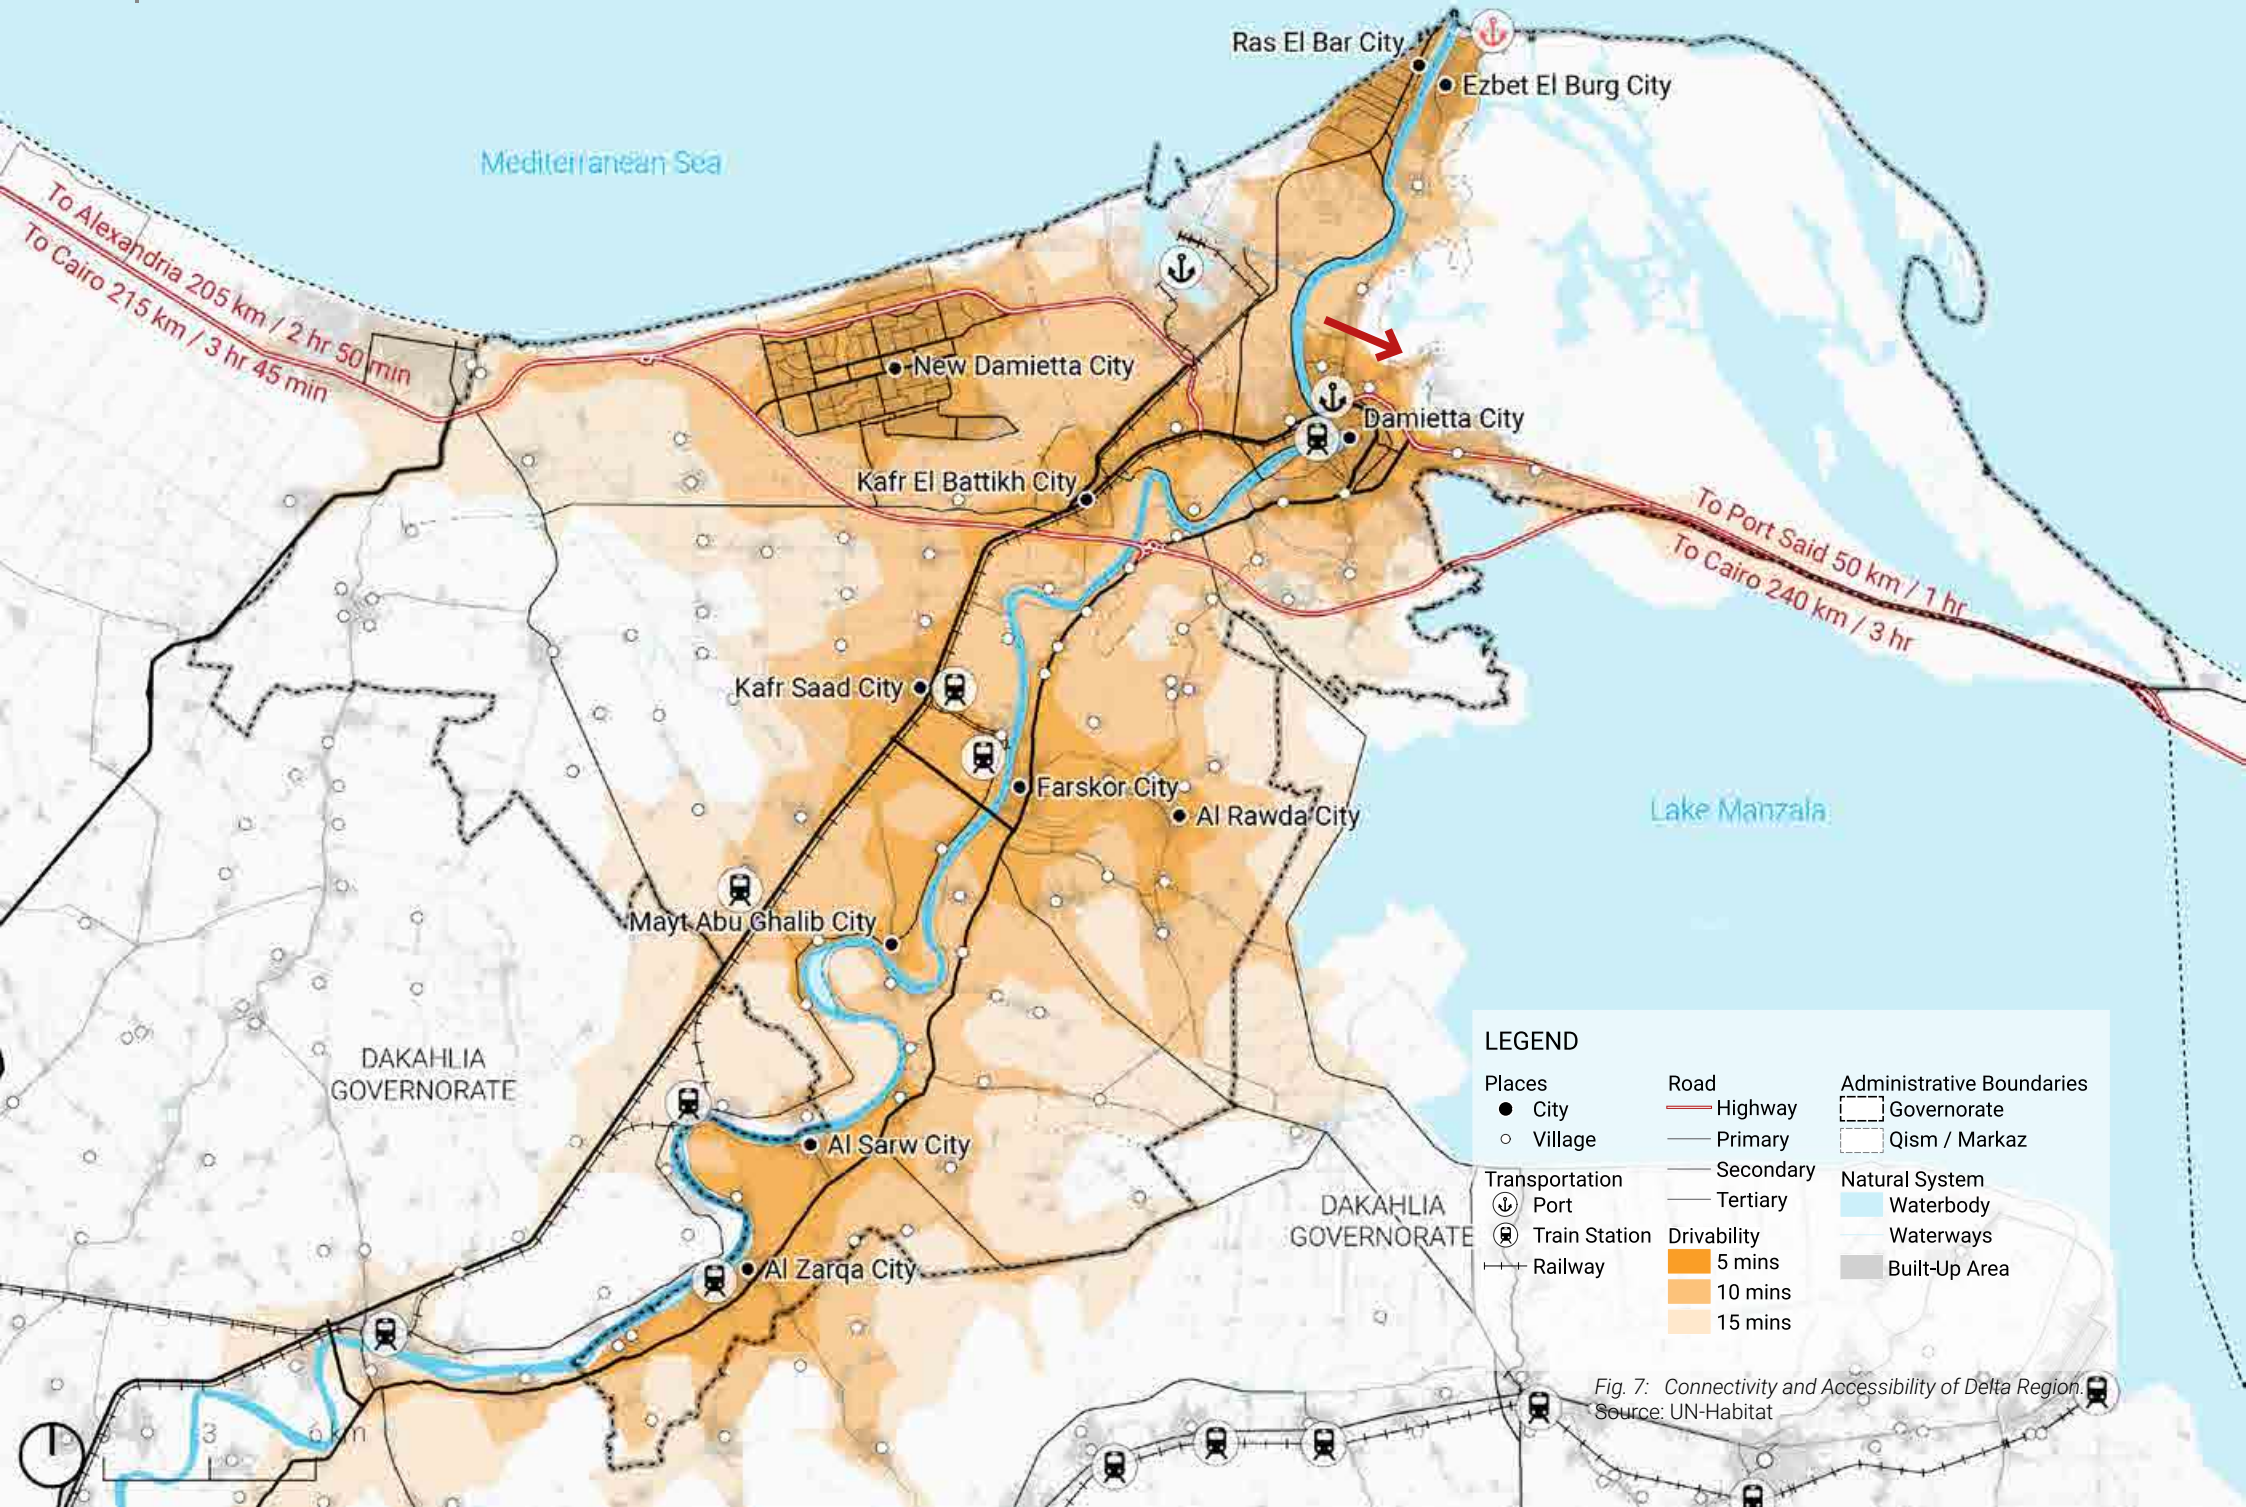 Ras El Bar City
Ezbet El Burg City
Mediterranean Sea
To Alexandria 205 km / 2 hr 50 min
To Cairo 215 km / 3 hr 45 min
New Damietta City
Damietta City
Kafr El Battikh City
To Port Said 50 km / 1 hr
To Cairo 240 km / 3 hr
Kafr Saad City
Farskor City
Al Rawda City
Lake Manzala
Mayt Abu Ghalib City
DAKAHLIA
GOVERNORATE
Al Sarw City
DAKAHLIA
GOVERNORATE
Al Zarqa City
LEGEND
Places
City
Village
Transportation
Port
Train Station
Railway
Road
Highway
Primary
Secondary
Tertiary
Drivability
5 mins
10 mins
15 mins
Administrative Boundaries
Governorate
Qism / Markaz
Natural System
Waterbody
Waterways
Built-Up Area
Fig. 7: Connectivity and Accessibility of Delta Region.
Source: UN-Habitat
3 6 km